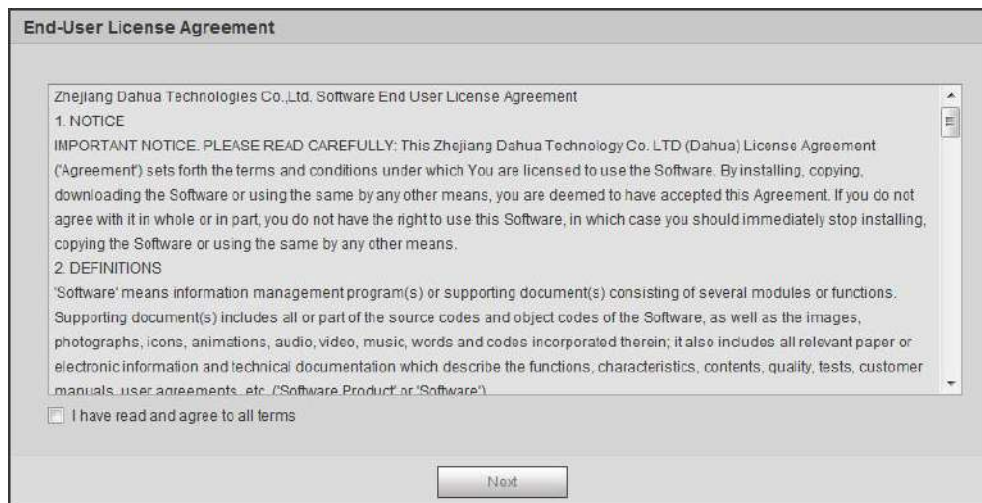 End-User License Agreement
Zhejiang Dahua Technologies Co.,Ltd. Software End User License Agreement
1. NOTICE
IMPORTANT NOTICE. PLEASE READ CAREFULLY: This Zhejiang Dahua Technology Co. LTD (Dahua) License Agreement
('Agreement') sets forth the terms and conditions under which You are licensed to use the Software. By installing, copying,
downloading the Software or using the same by any other means, you are deemed to have accepted this Agreement. If you do not
agree with it in whole or in part, you do not have the right to use this Software, in which case you should immediately stop installing,
copying the Software or using the same by any other means.
2. DEFINITIONS
'Software' means information management program(s) or supporting document(s) consisting of several modules or functions.
Supporting document(s) includes all or part of the source codes and object codes of the Software, as well as the images,
photographs, icons, animations, audio, video, music, words and codes incorporated therein; it also includes all relevant paper or
electronic information and technical documentation which describe the functions, characteristics, contents, quality, tests, customer
manuals, user agreements, etc. ('Software Product' or 'Software')
I have read and agree to all terms
Next